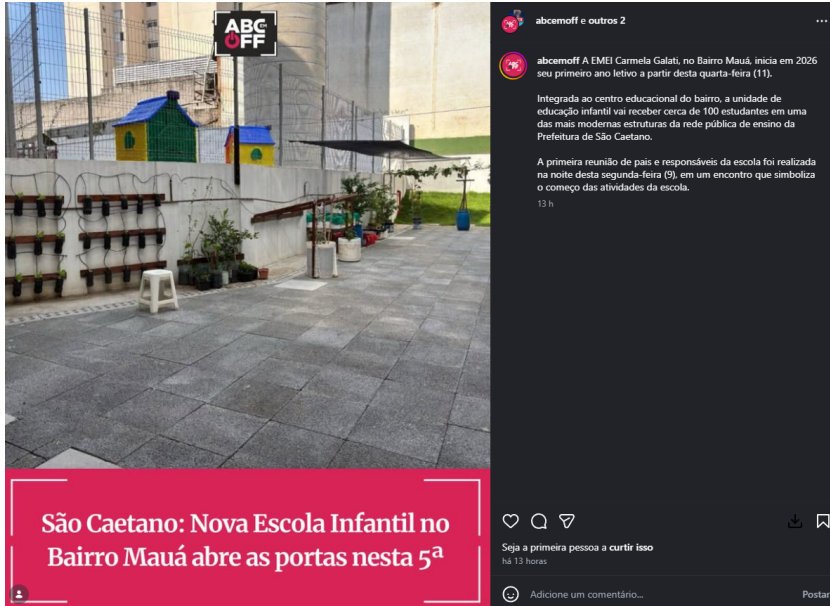 ABC EM
OFF
São Caetano: Nova Escola Infantil no
Bairro Mauá abre as portas nesta 5ª
abcemoff e outros 2
abcemoff A EMEI Carmela Galati, no Bairro Mauá, inicia em 2026
seu primeiro ano letivo a partir desta quarta-feira (11).
Integrada ao centro educacional do bairro, a unidade de
educação infantil vai receber cerca de 100 estudantes em uma
das mais modernas estruturas da rede pública de ensino da
Prefeitura de São Caetano.
A primeira reunião de pais e responsáveis da escola foi realizada
na noite desta segunda-feira (9), em um encontro que simboliza
o começo das atividades da escola.
13 h
Seja a primeira pessoa a curtir isso
há 13 horas
Adicione um comentário...
Postar